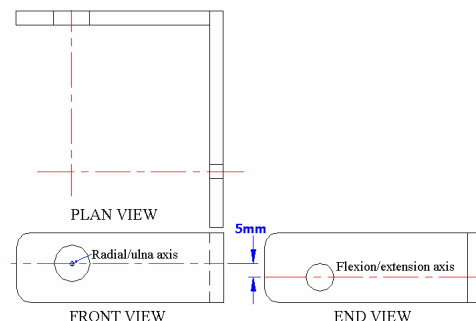 PLAN VIEW
5mm
Radial/ulna axis
Flexion/extension axis
FRONT VIEW
END VIEW